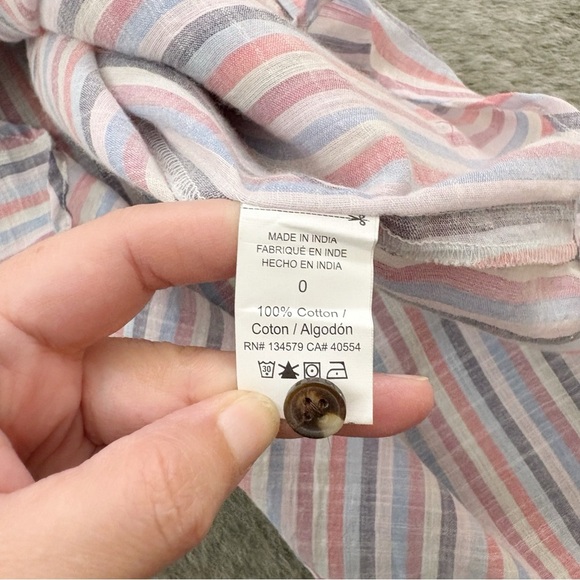 MADE IN INDIA
FABRIQUÉ EN INDE
HECHO EN INDIA
0
100% Cotton /
Coton / Algodón
RN# 134579 CA# 40554
30